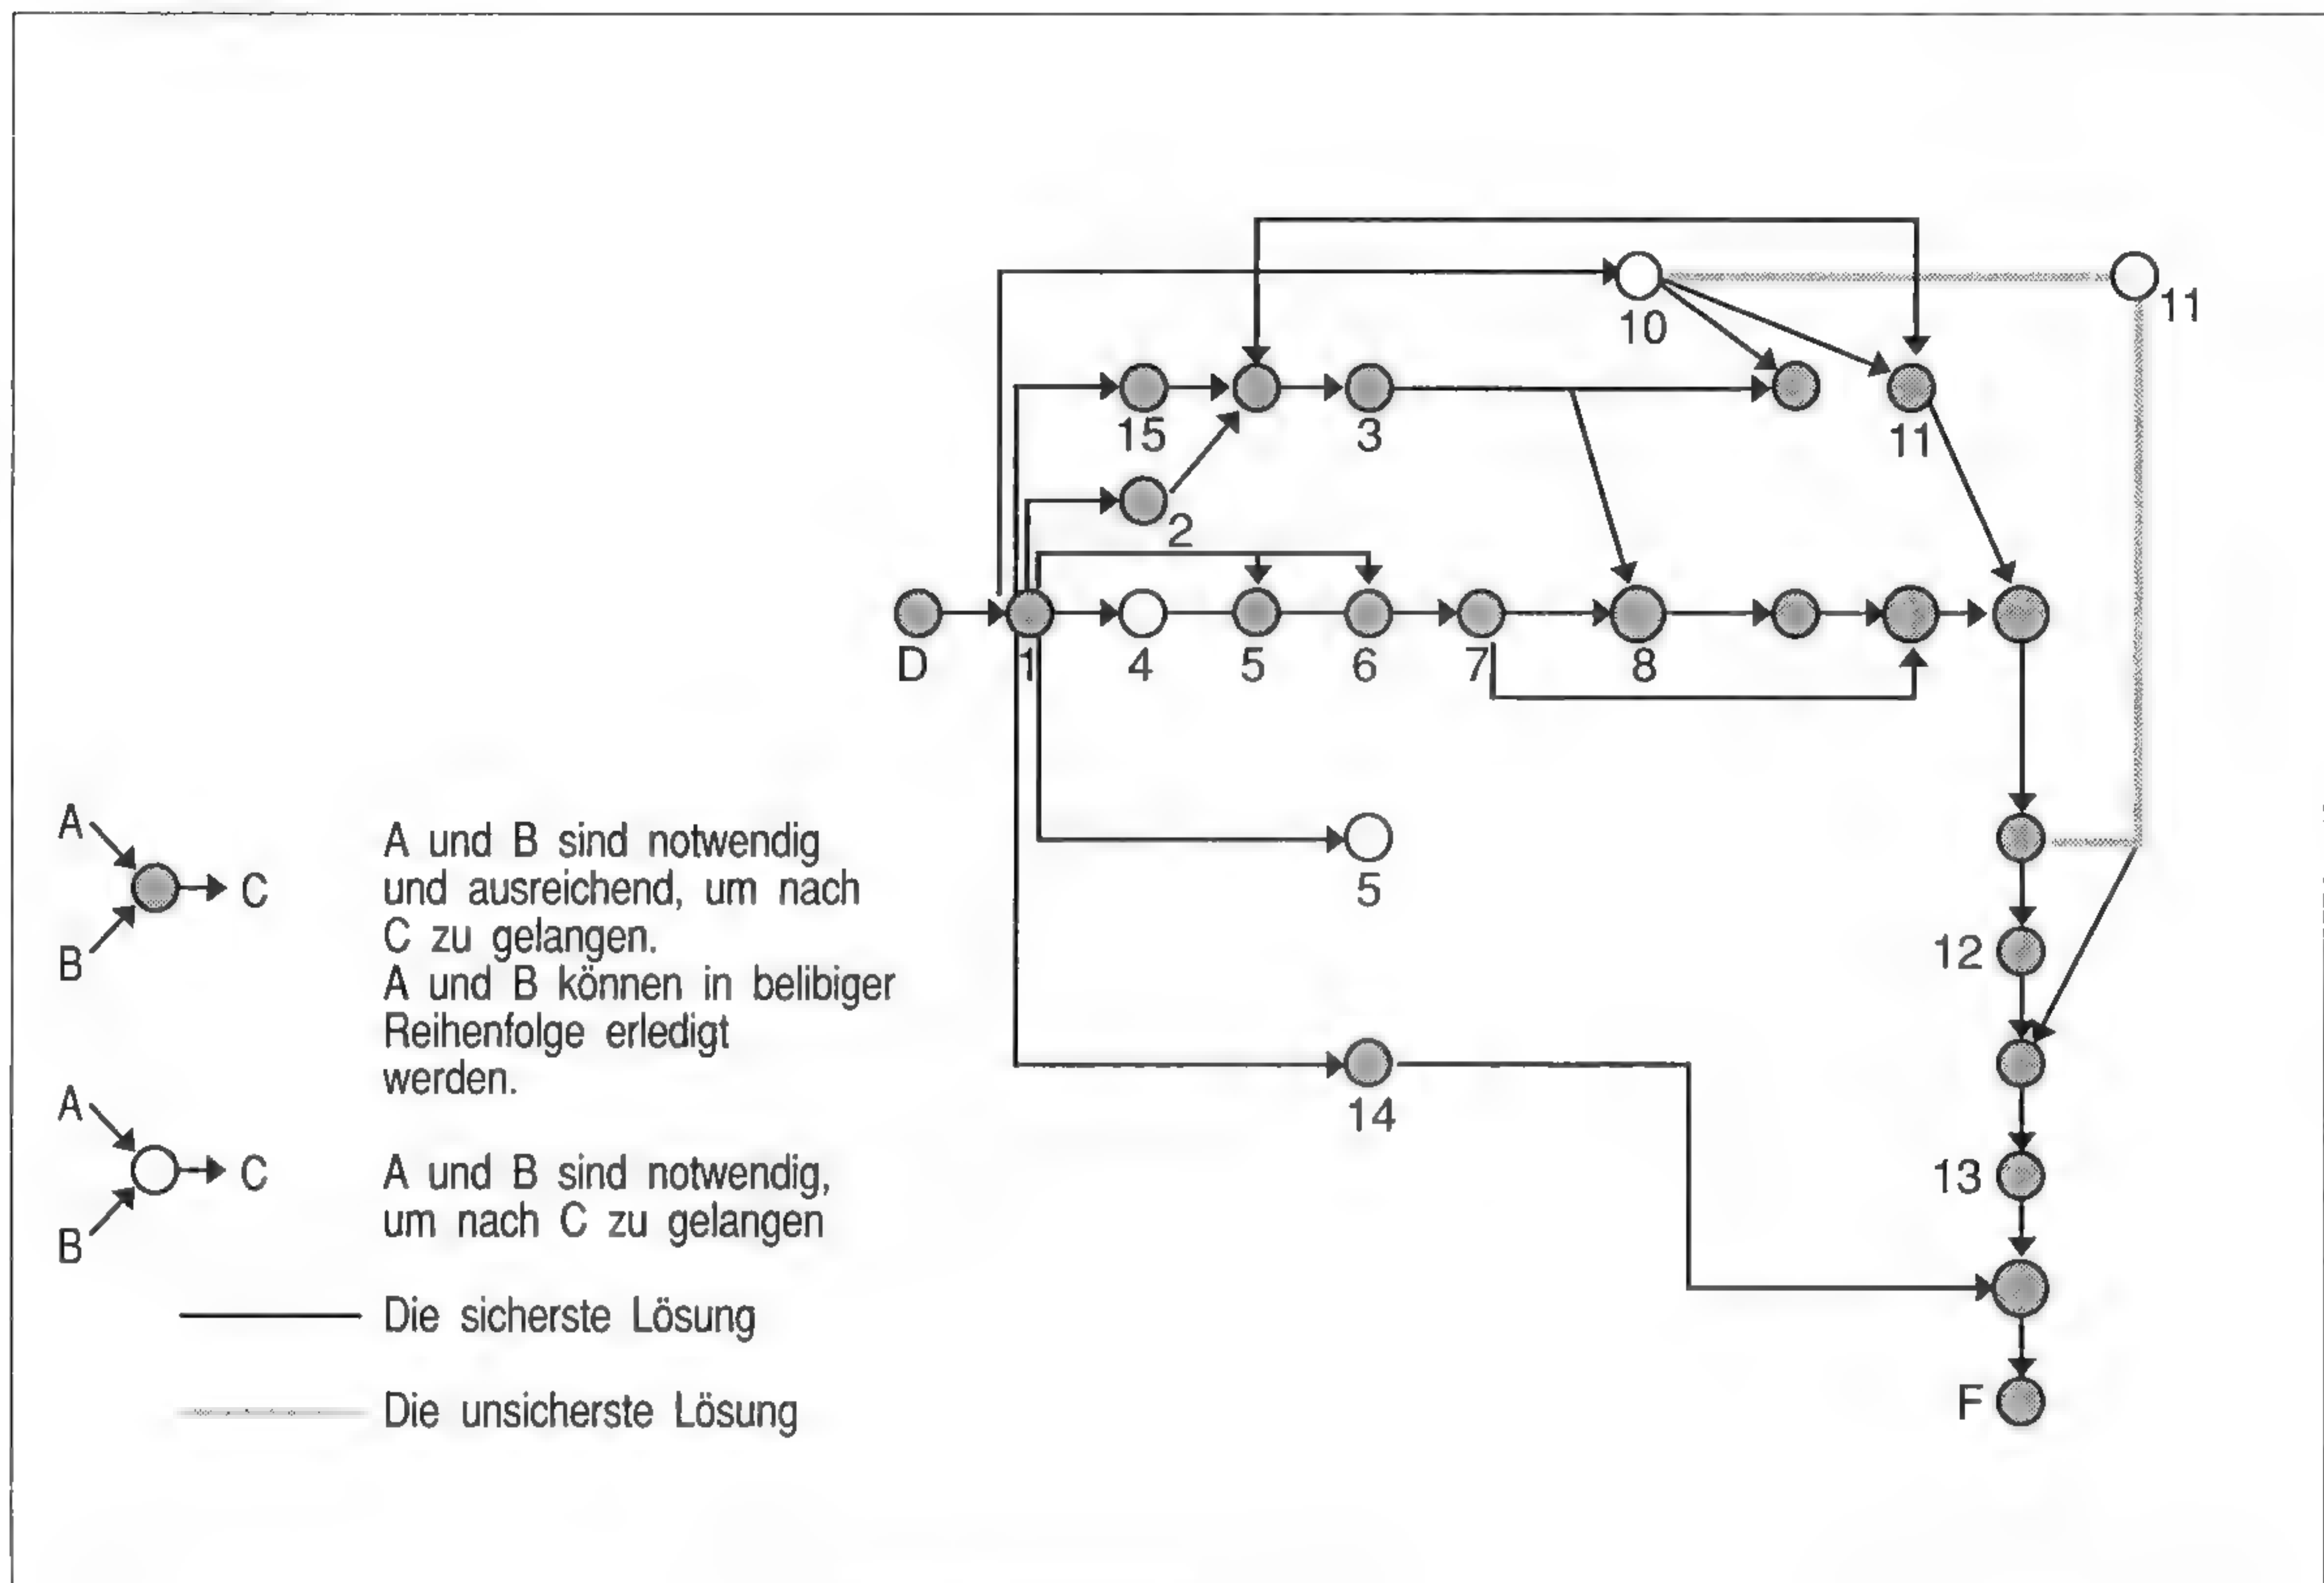 10
11
15
3
11
2
D
1
4
5
6
7
8
A
C
B
A und B sind notwendig
und ausreichend, um nach
C zu gelangen.
A und B können in belibiger
Reihenfolge erledigt
werden.
5
12
14
A
C
B
A und B sind notwendig,
um nach C zu gelangen
13
Die sicherste Lösung
Die unsicherste Lösung
F